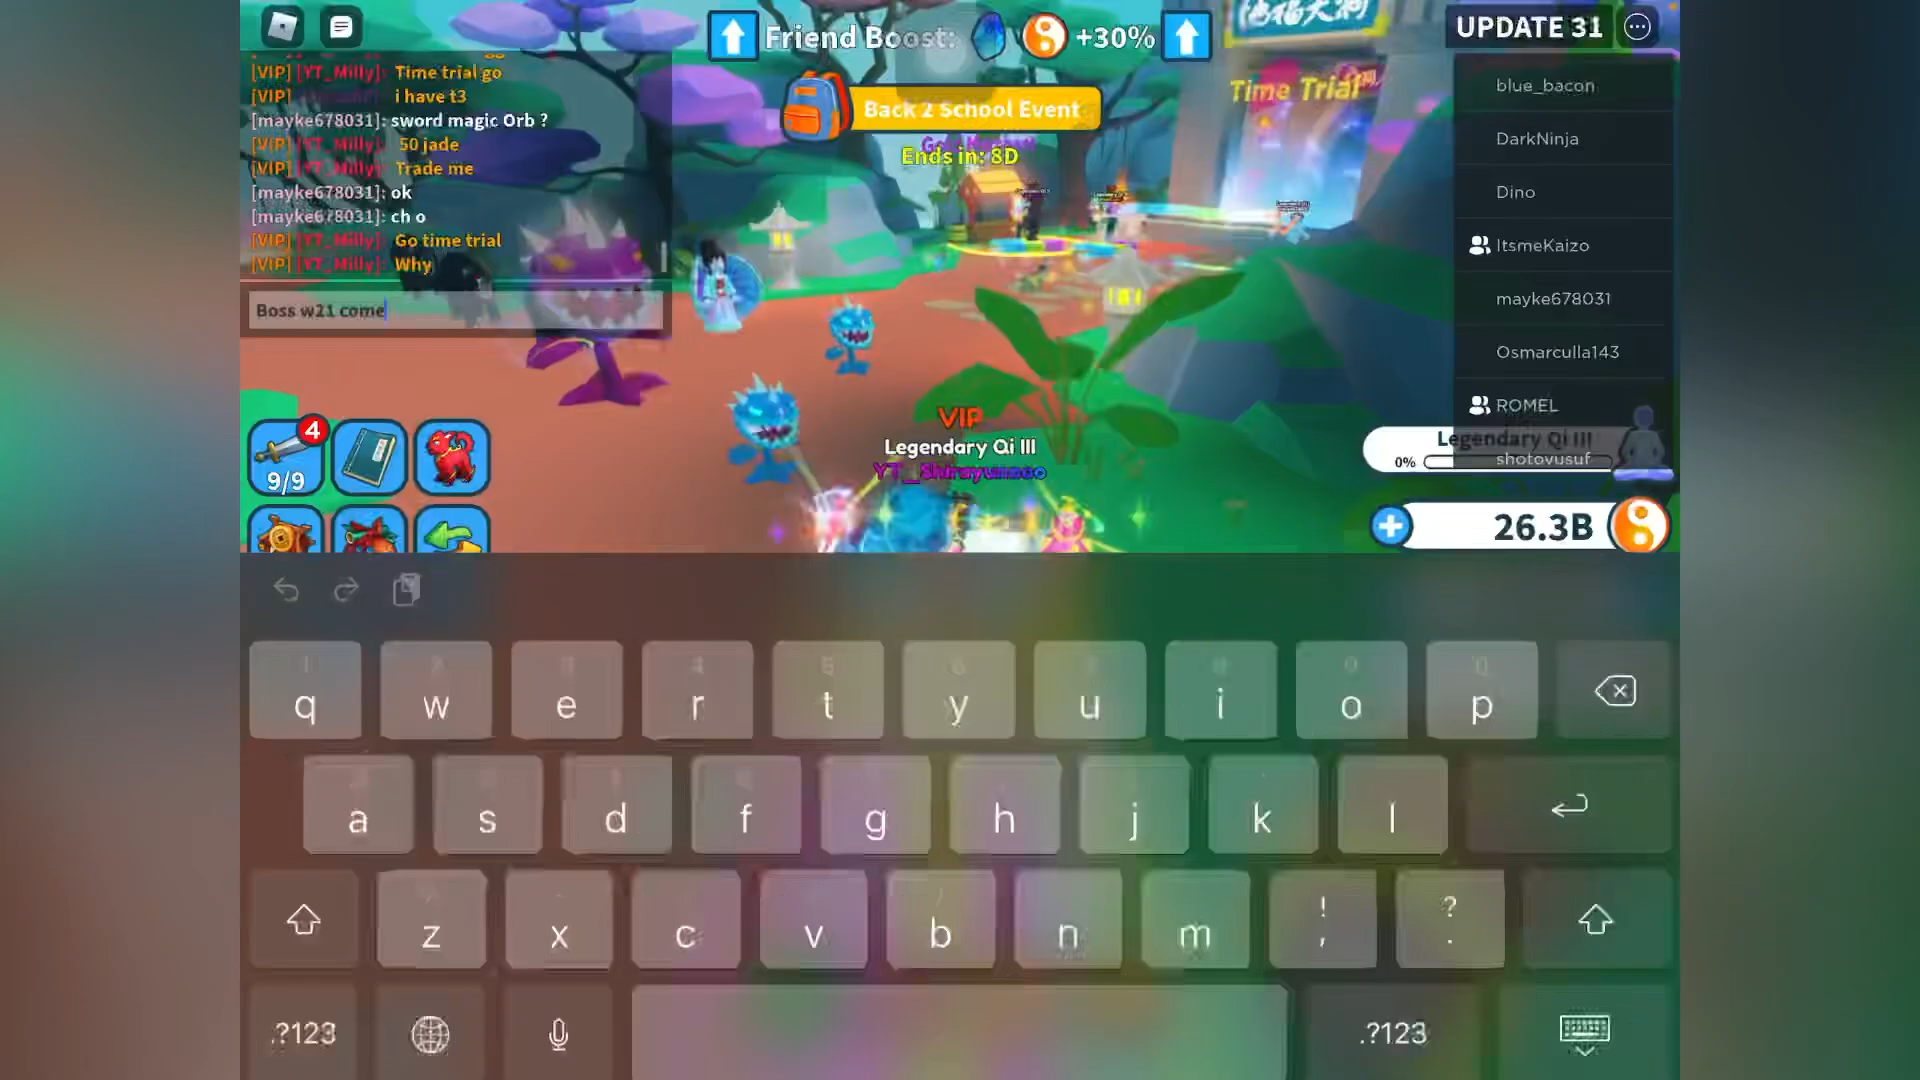 Friend Boost: +30%
UPDATE 31
[VIP] [YT_Milly]: Time trial go
[VIP] i have t3
[mayke678031]: sword magic Orb ?
[VIP] [YT_Milly]: 50 jade
[VIP] [YT_Milly]: Trade me
[mayke678031]: ok
[mayke678031]: ch o
[VIP] [YT_Milly]: Go time trial
[VIP] [YT_Milly]: Why
Boss w21 come
Back 2 School Event
Ends in: 8D
Time Trial
blue_bacon
DarkNinja
Dino
ItsmeKaizo
mayke678031
Osmarculla143
ROMEL
shotovusuf
4
9/9
VIP
Legendary Qi III
Legendary Qi III
0%
26.3B
q w e r t y u i o p
a s d f g h j k l
z x c v b n m ! , ? .
.?123
.?123